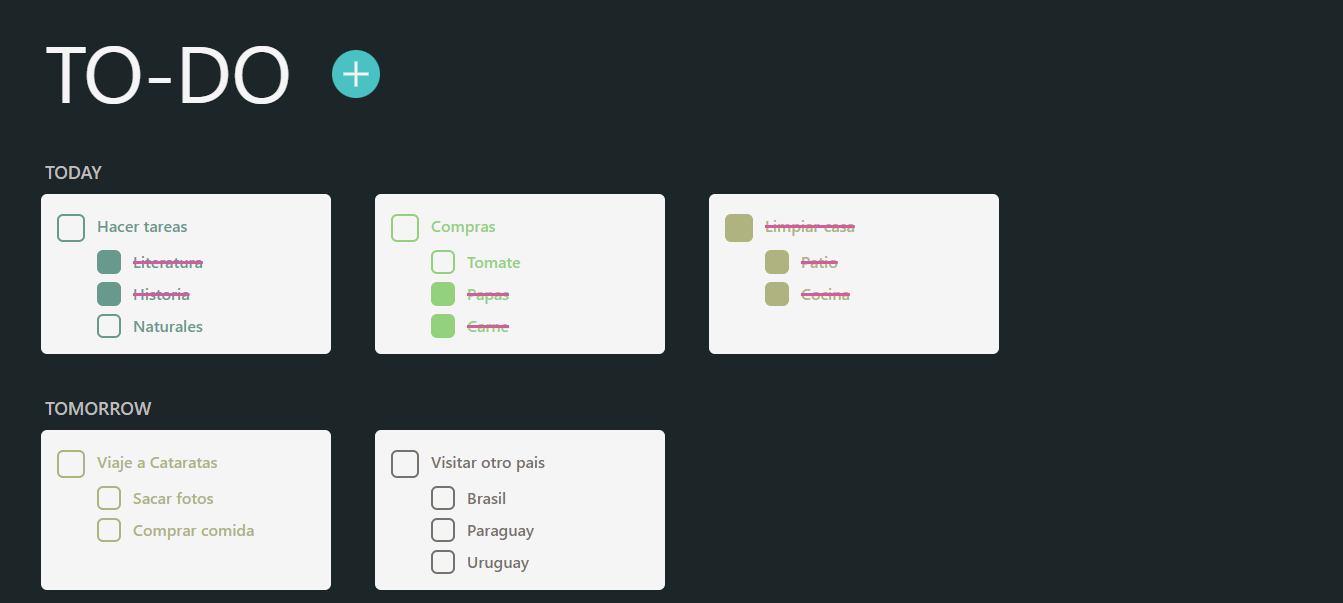 TO-DO
TODAY
Hacer tareas
Literatura
Historia
Naturales
Compras
Tomate
Papas
Carne
Limpiar casa
Patio
Cocina
TOMORROW
Viaje a Cataratas
Sacar fotos
Comprar comida
Visitar otro pais
Brasil
Paraguay
Uruguay